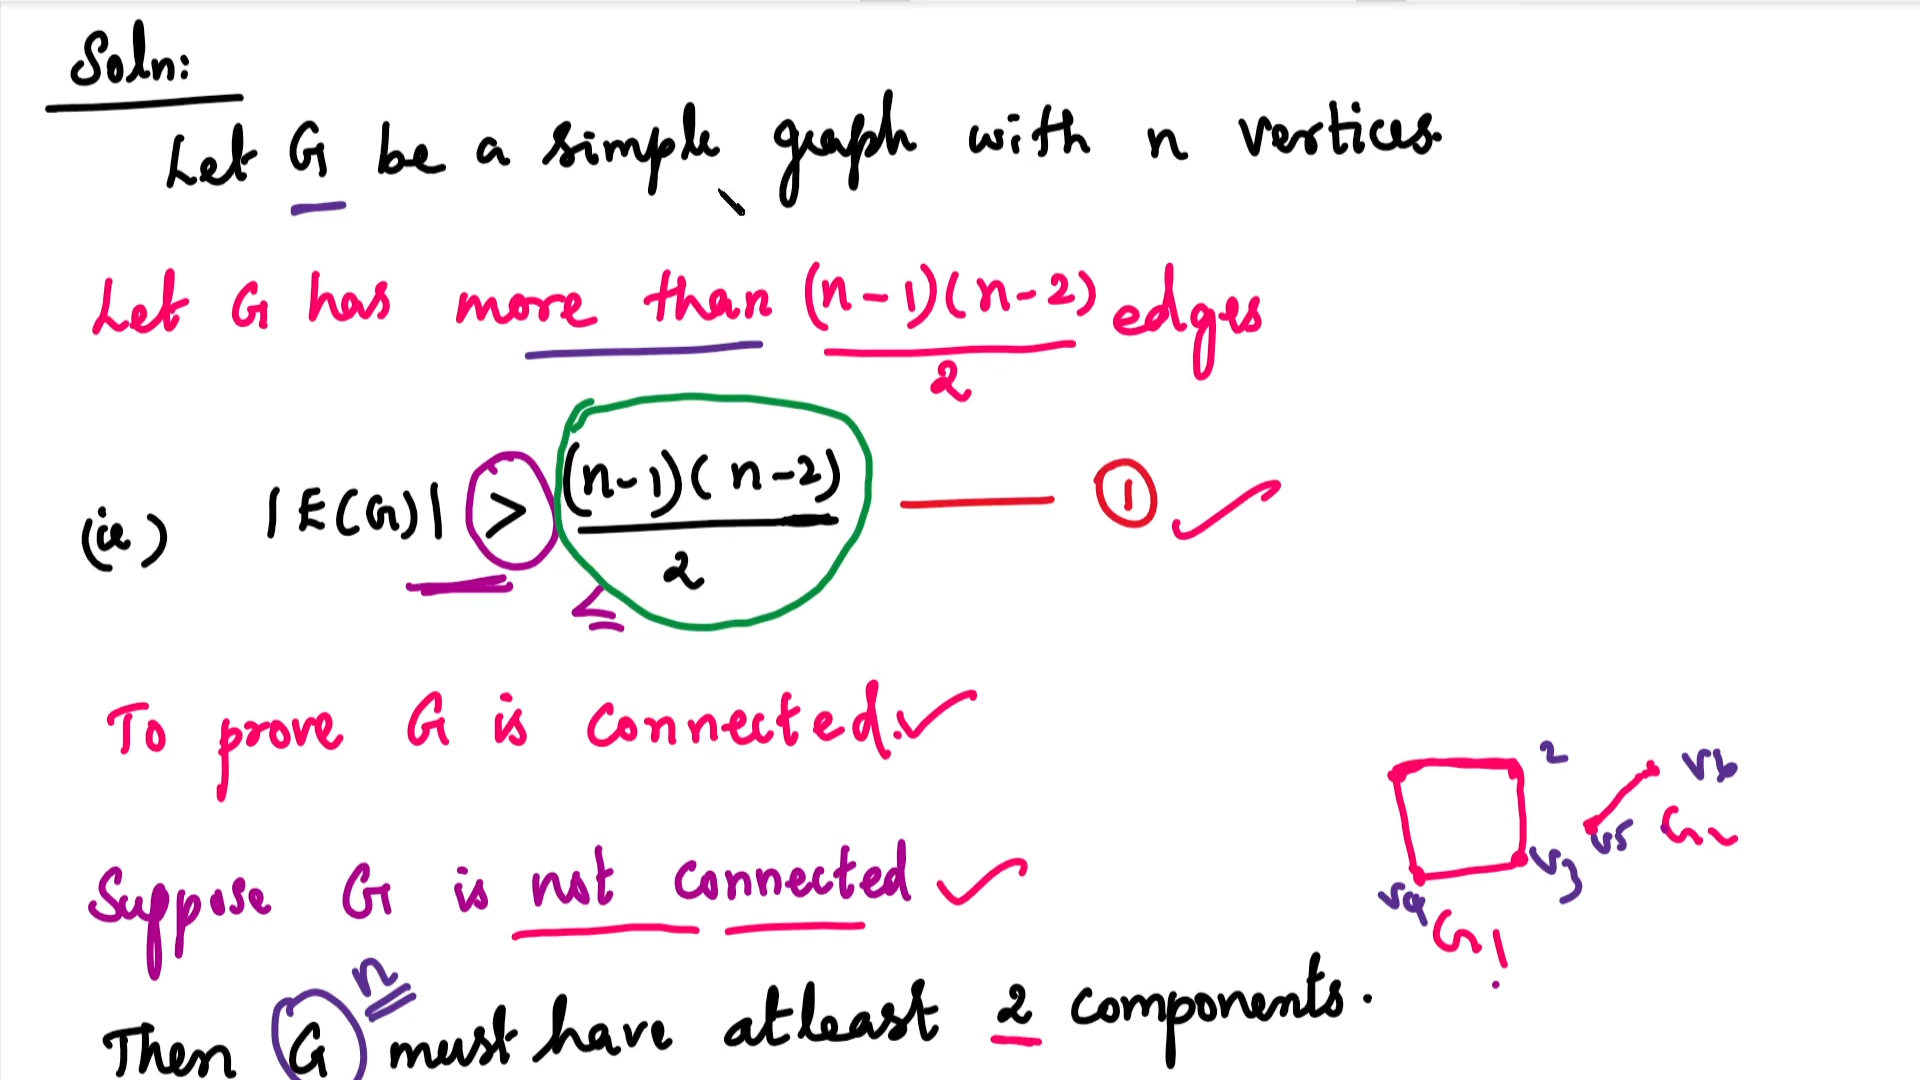 Soln:
Let G be a simple graph with n vertices.
Let G has more than (n-1)(n-2) edges
2
(ie) |E(G)| > (n-1)(n-2) ①
2
≤
To prove G is connected.
Suppose G is not connected
n
Then G must have atleast 2 components.
2
v6
v5
G2
v3
v4
G1